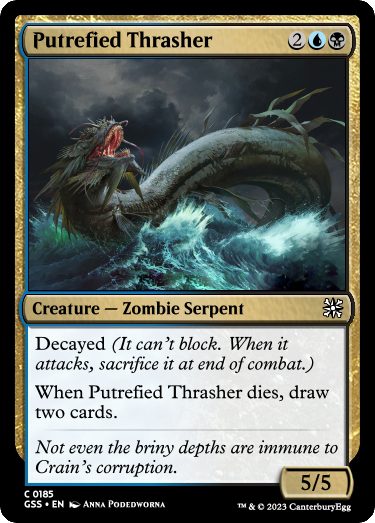 Putrefied Thrasher 2
Creature — Zombie Serpent
Decayed (It can't block. When it
attacks, sacrifice it at end of combat.)
When Putrefied Thrasher dies, draw
two cards.
Not even the briny depths are immune to
Crain's corruption.
5/5
C 0185
GSS • EN Anna Podedworna
™ & © 2023 CanterburyEgg